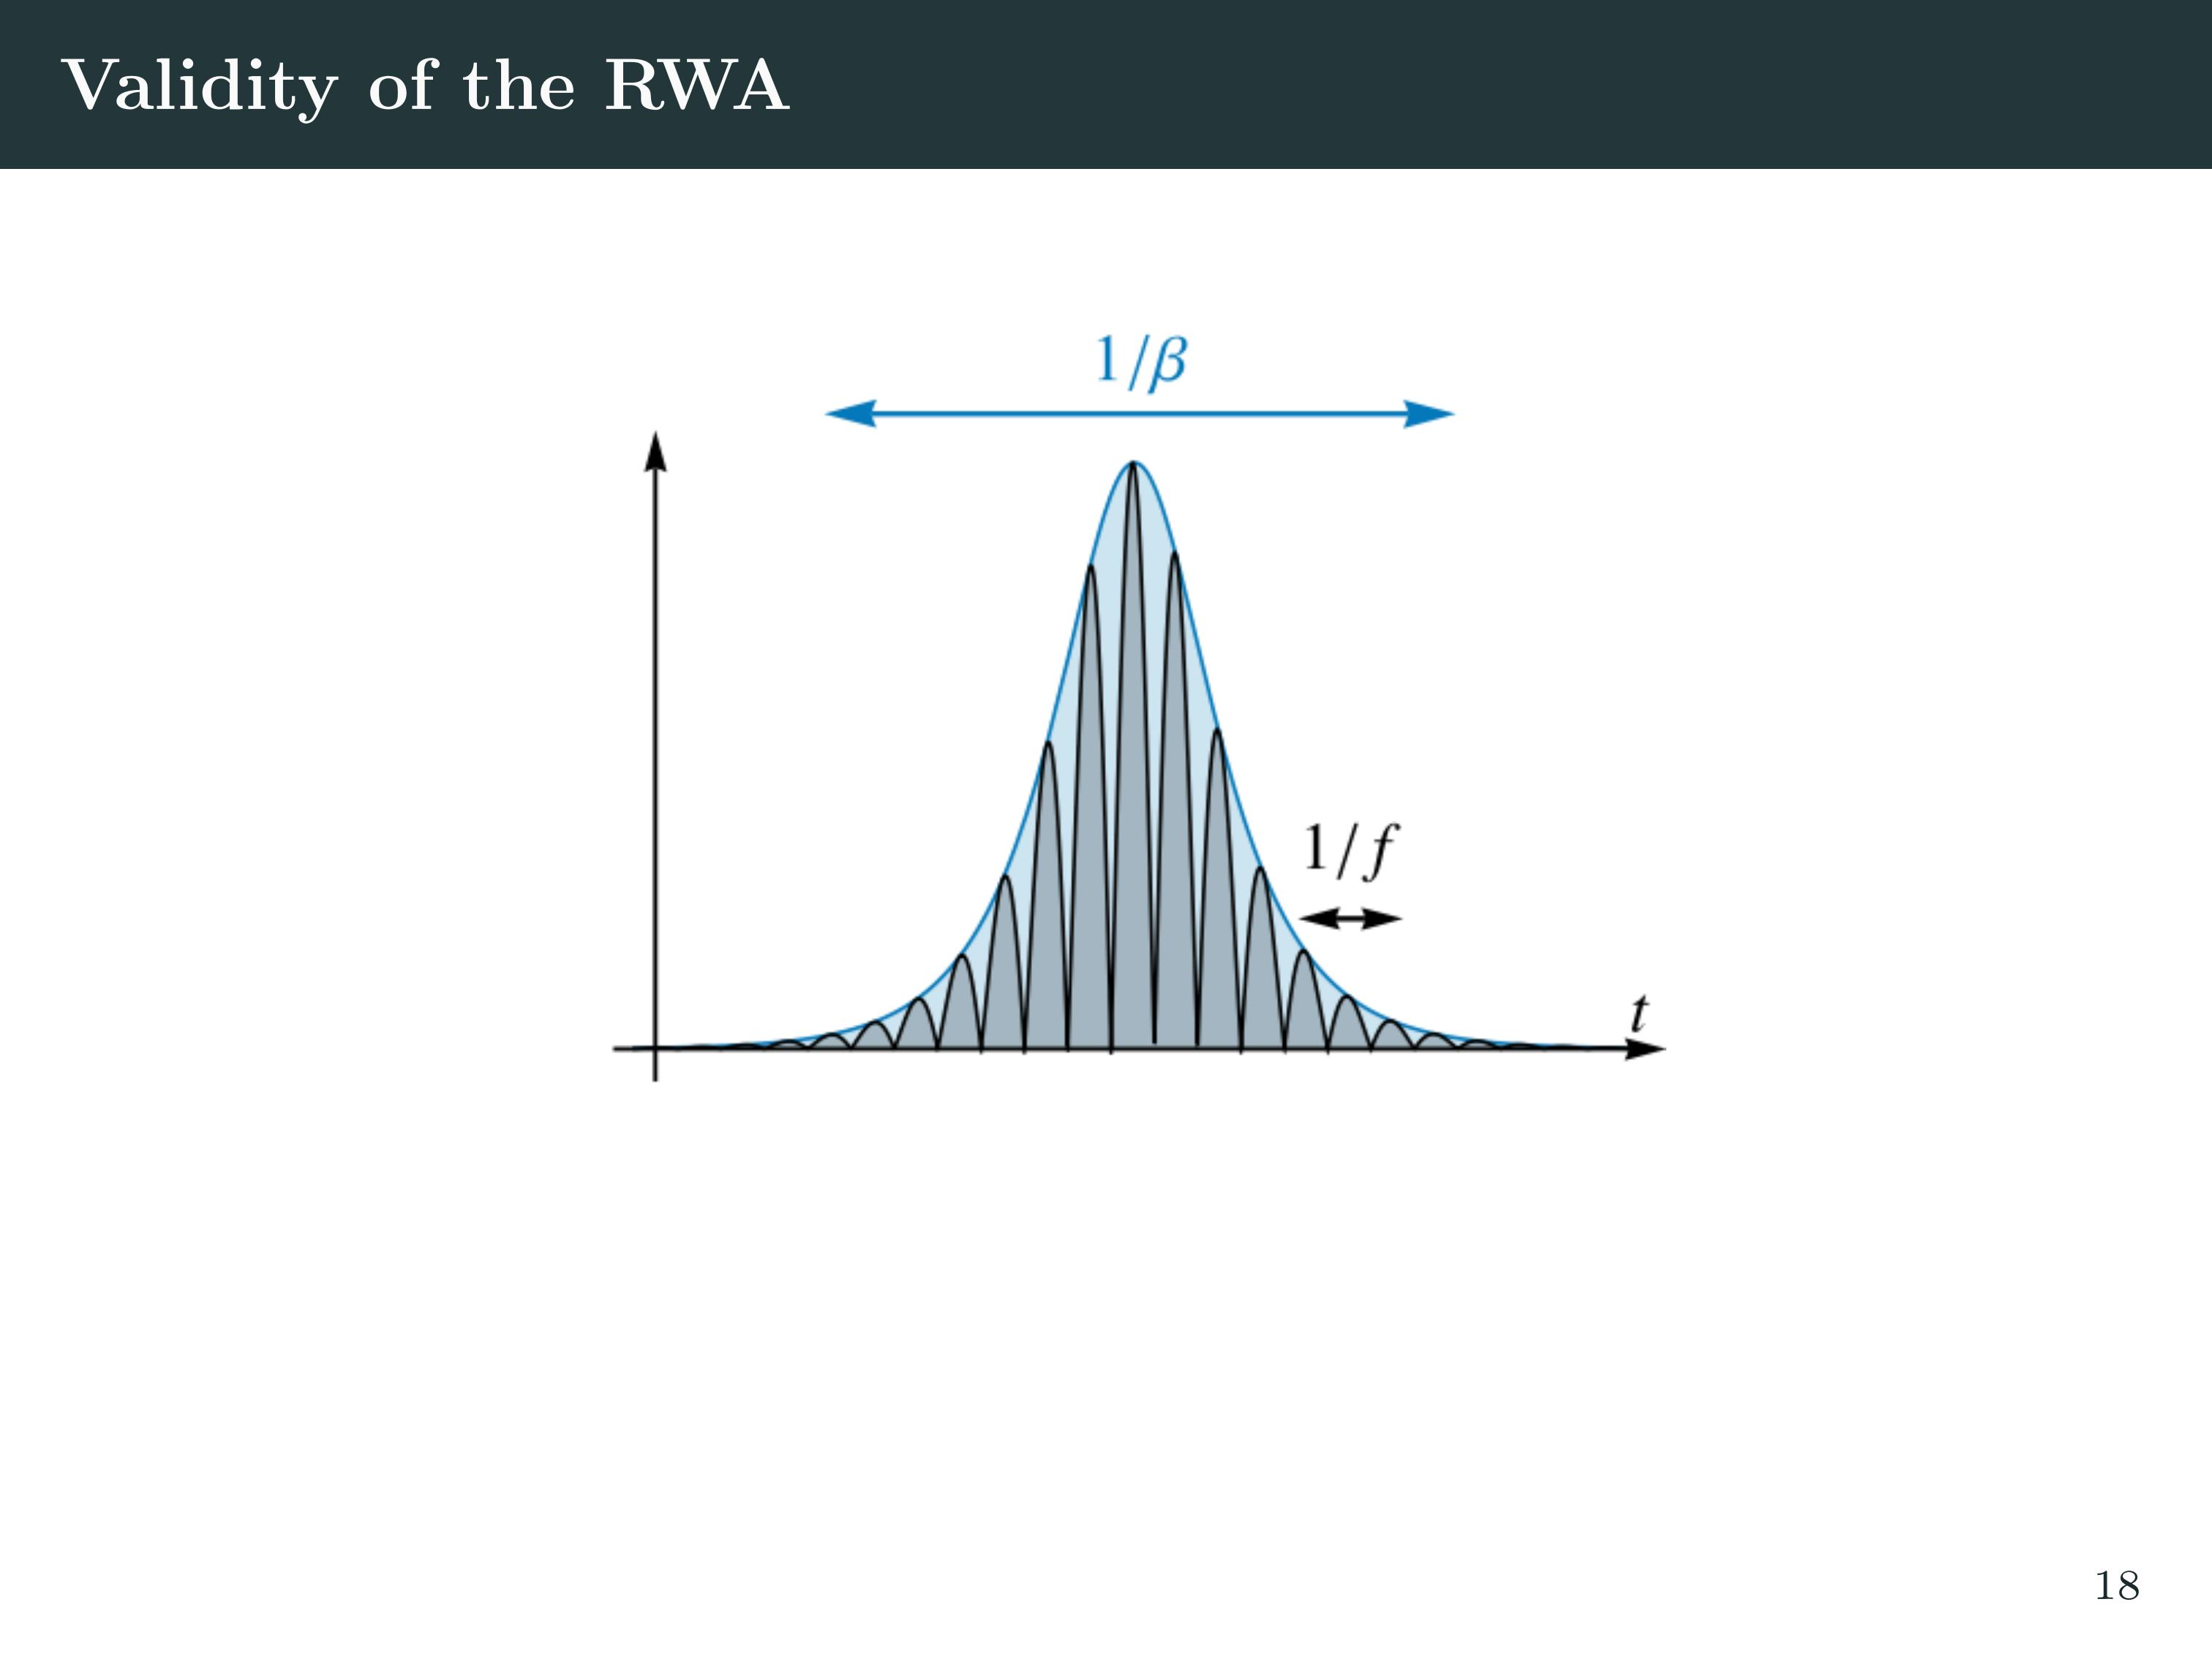 Validity of the RWA
1/β
1/f
t
18